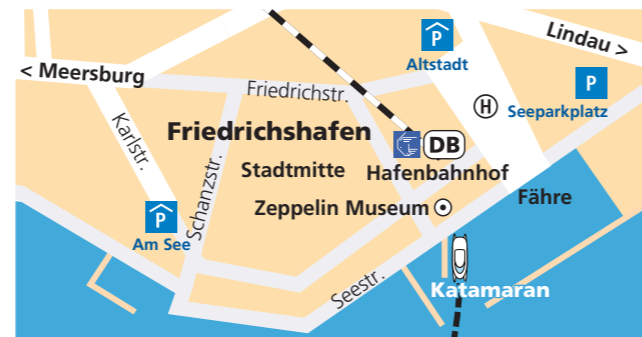 P
Altstadt
Lindau >
< Meersburg
Friedrichstr.
P
Seeparkplatz
H
Karlstr.
Friedrichshafen
DB
Stadtmitte
Hafenbahnhof
Schanzstr.
Zeppelin Museum
Fähre
P
Am See
Seestr.
Katamaran